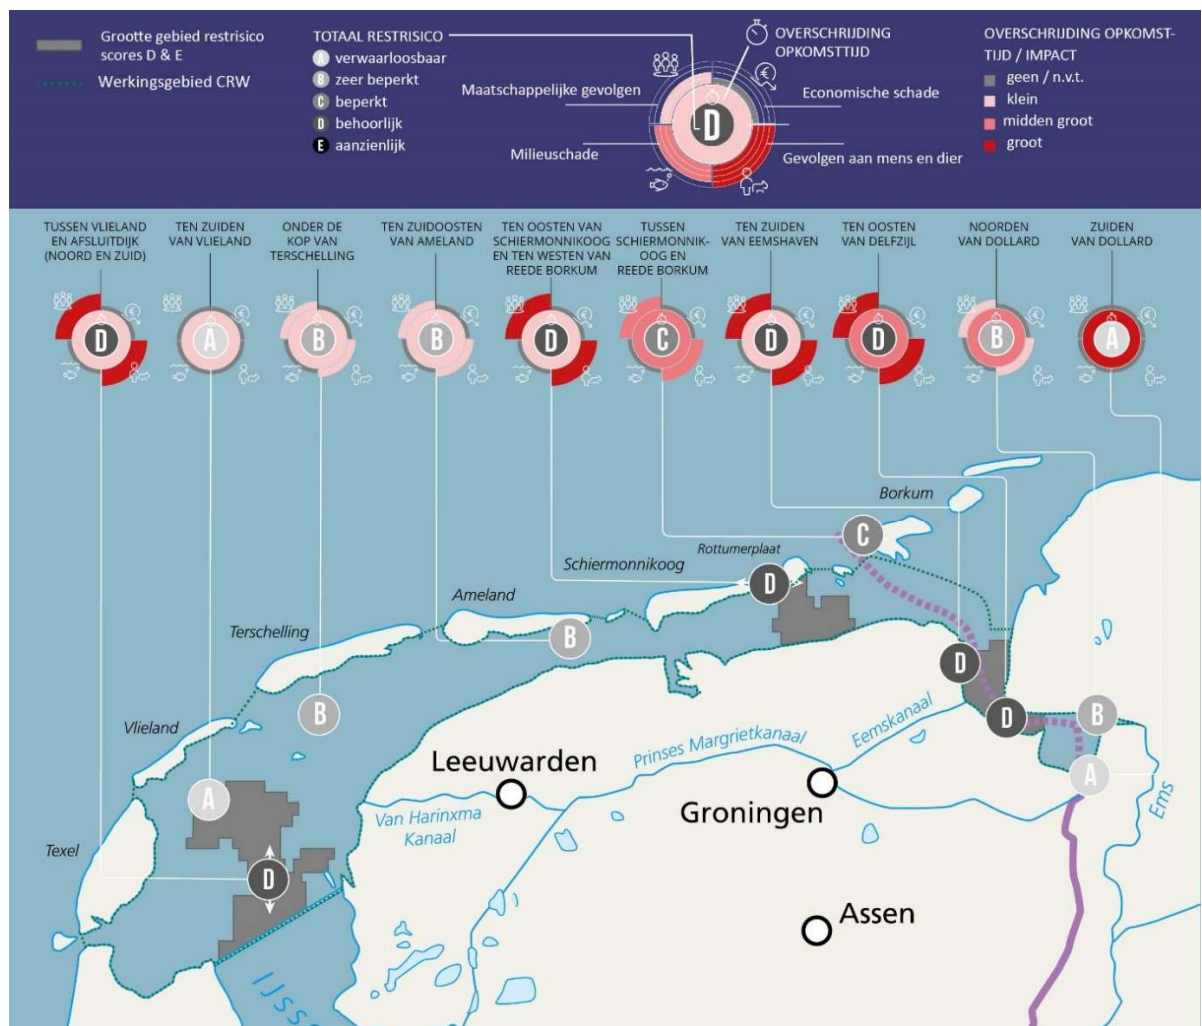 Grootte gebied restrisico
scores D & E
Werkingsgebied CRW
TOTAAL RESTRISICO
A verwaarloosbaar
B zeer beperkt
C beperkt
D behoorlijk
E aanzienlijk
OVERSCHRIJDING
OPKOMSTTIJD
Maatschappelijke gevolgen
Economische schade
D
Milieuschade
Gevolgen aan mens en dier
OVERSCHRIJDING OPKOMST-
TIJD / IMPACT
geen / n.v.t.
klein
midden groot
groot
TUSSEN VLIELAND
EN AFSLUITDIJK
(NOORD EN ZUID)
D
TEN ZUIDEN
VAN VLIELAND
A
ONDER DE
KOP VAN
TERSCHELLING
B
TEN ZUIDOOSTEN
VAN AMELAND
B
TEN OOSTEN VAN
SCHIERMONNIKOOG
EN TEN WESTEN VAN
REEDE BORKUM
D
TUSSEN
SCHIERMONNIK-
OOG EN
REEDE BORKUM
C
TEN ZUIDEN
VAN EEMSHAVEN
D
TEN OOSTEN
VAN DELFZIJL
D
NOORDEN
VAN DOLLARD
B
ZUIDEN
VAN DOLLARD
A
Borkum
C
Rottumerplaat
Schiermonnikoog
D
Ameland
B
Terschelling
D
B
Vlieland
D
B
Leeuwarden
Prinses Margrietkanaal
Eemskanaal
A
A
Groningen
Van Harinxma
Kanaal
Ems
Texel
D
Assen
IJss